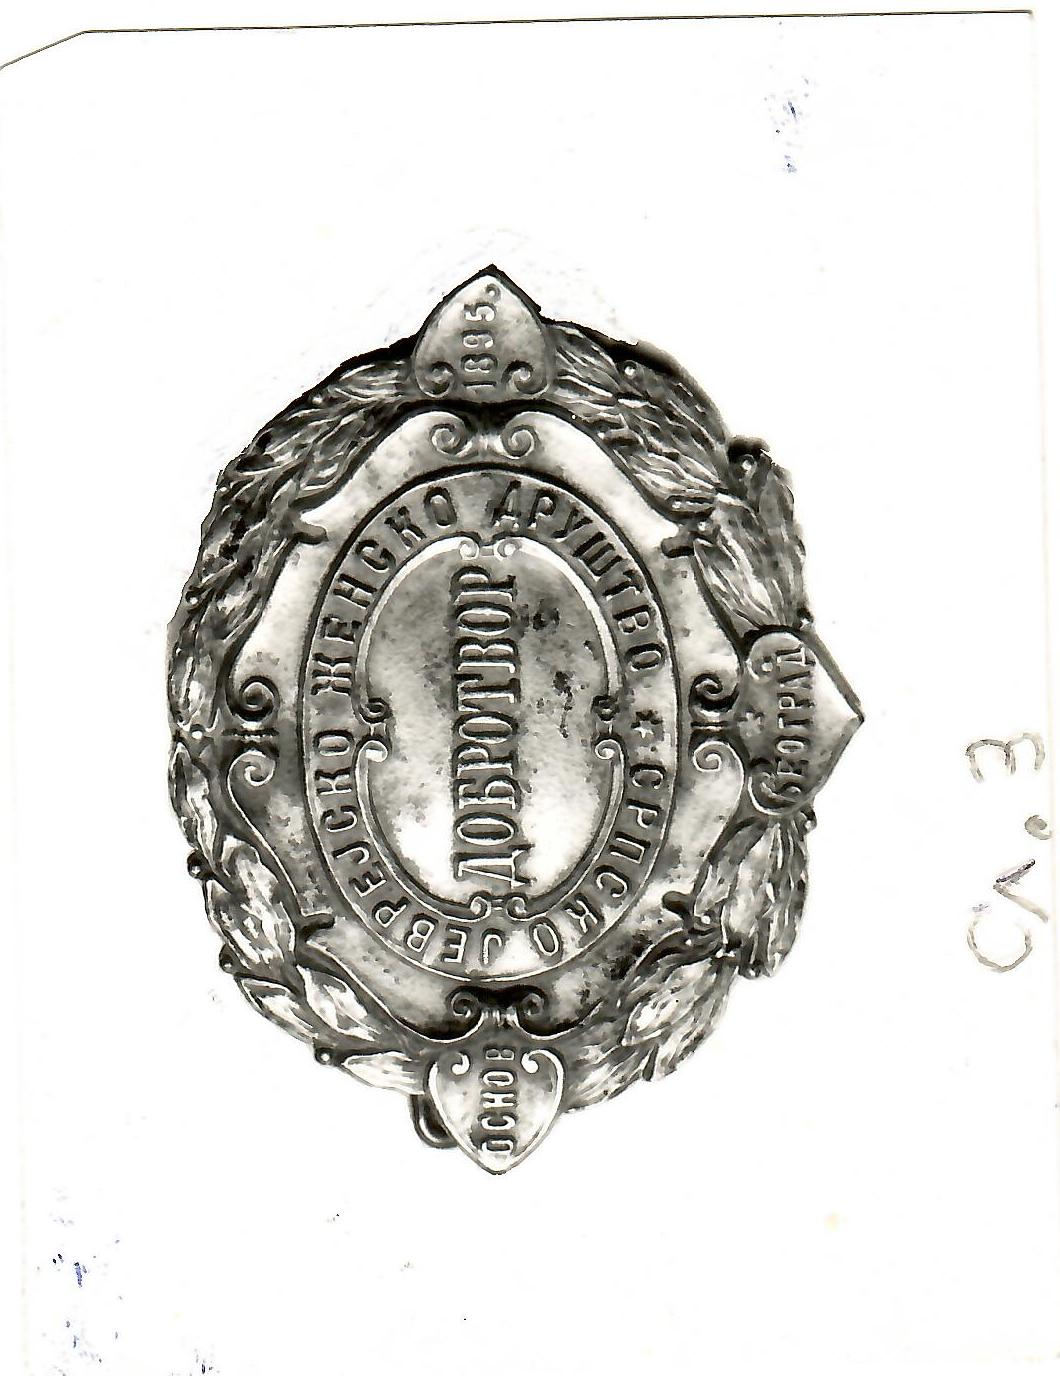 СРПСКО ЈЕВРЕЈСКО ЖЕНСКО ДРУШТВО *
ДОБРОТВОР
ОСНОВ
1895.
БЕОГРАД
Сл. 3